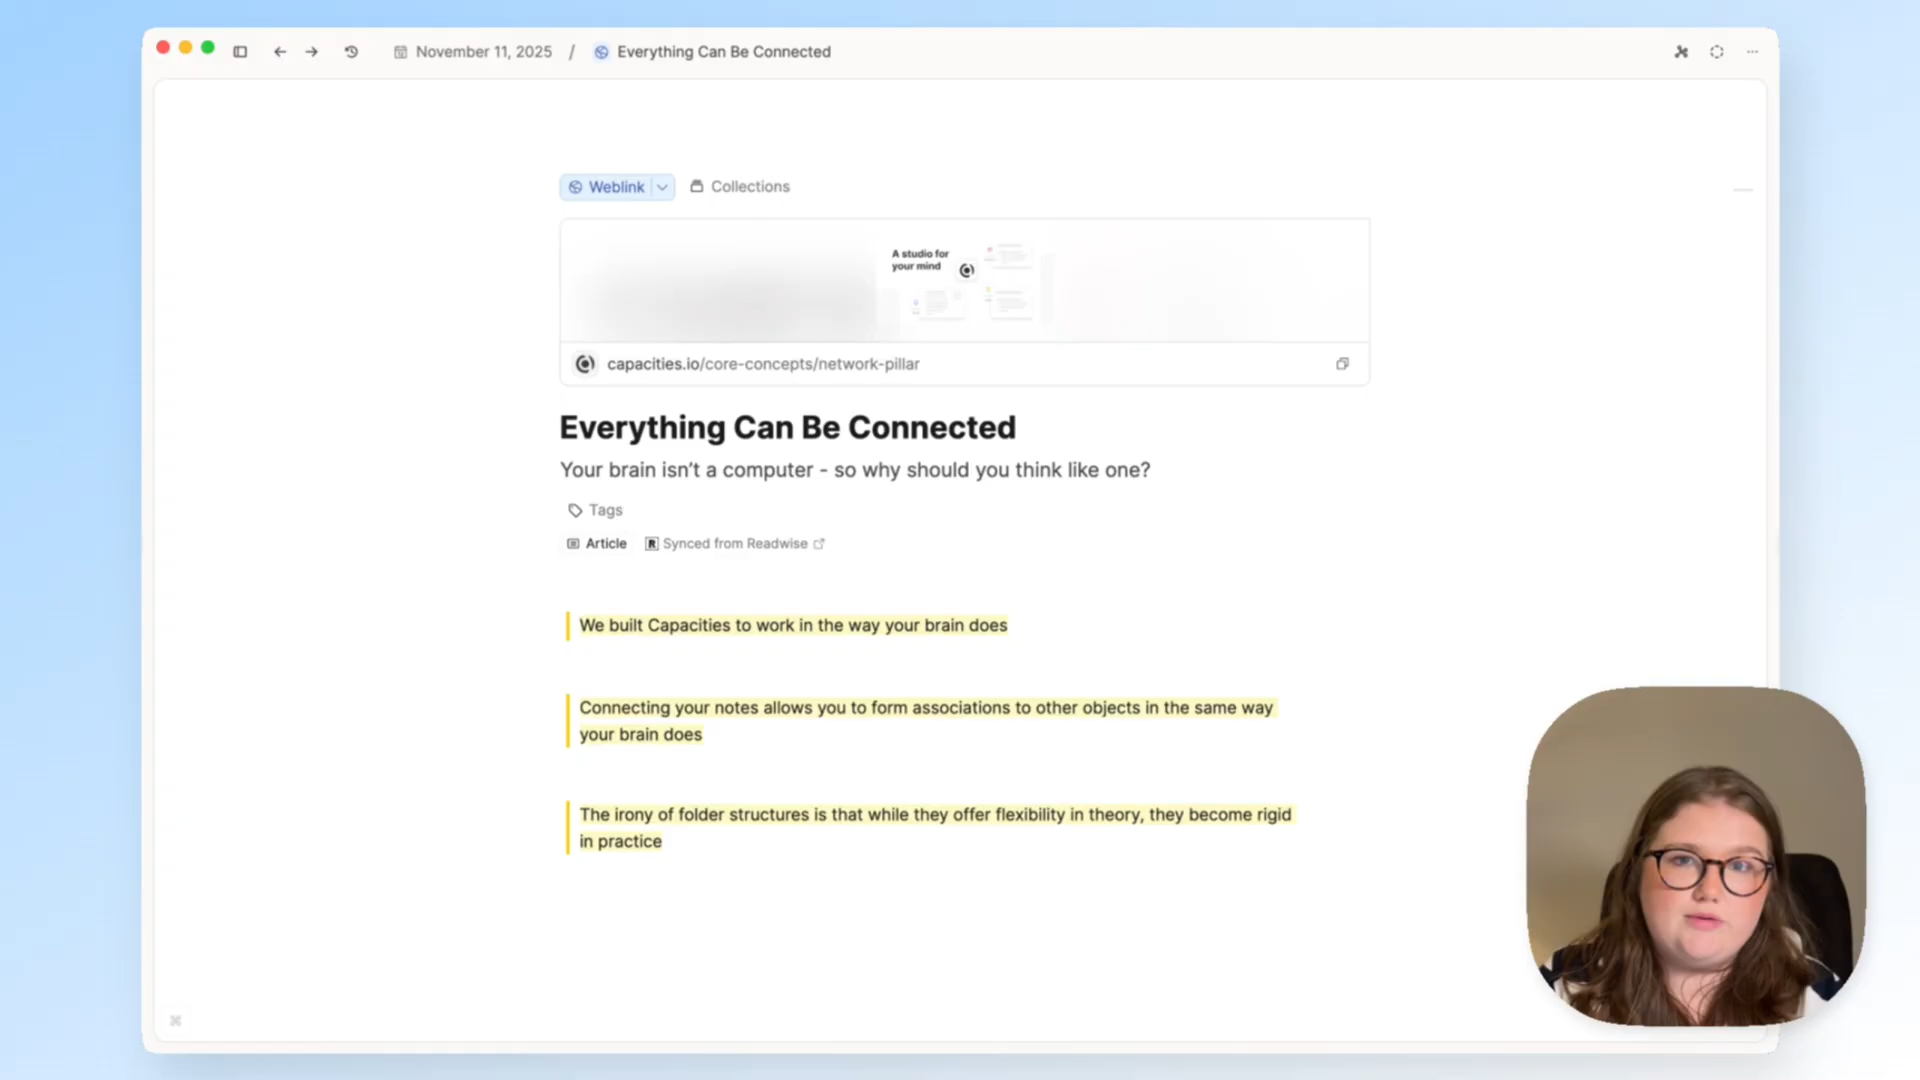 November 11, 2025 / Everything Can Be Connected
Weblink
Collections
A studio for
your mind
capacities.io/core-concepts/network-pillar
Everything Can Be Connected
Your brain isn’t a computer - so why should you think like one?
Tags
Article
R Synced from Readwise
We built Capacities to work in the way your brain does
Connecting your notes allows you to form associations to other objects in the same way
your brain does
The irony of folder structures is that while they offer flexibility in theory, they become rigid
in practice